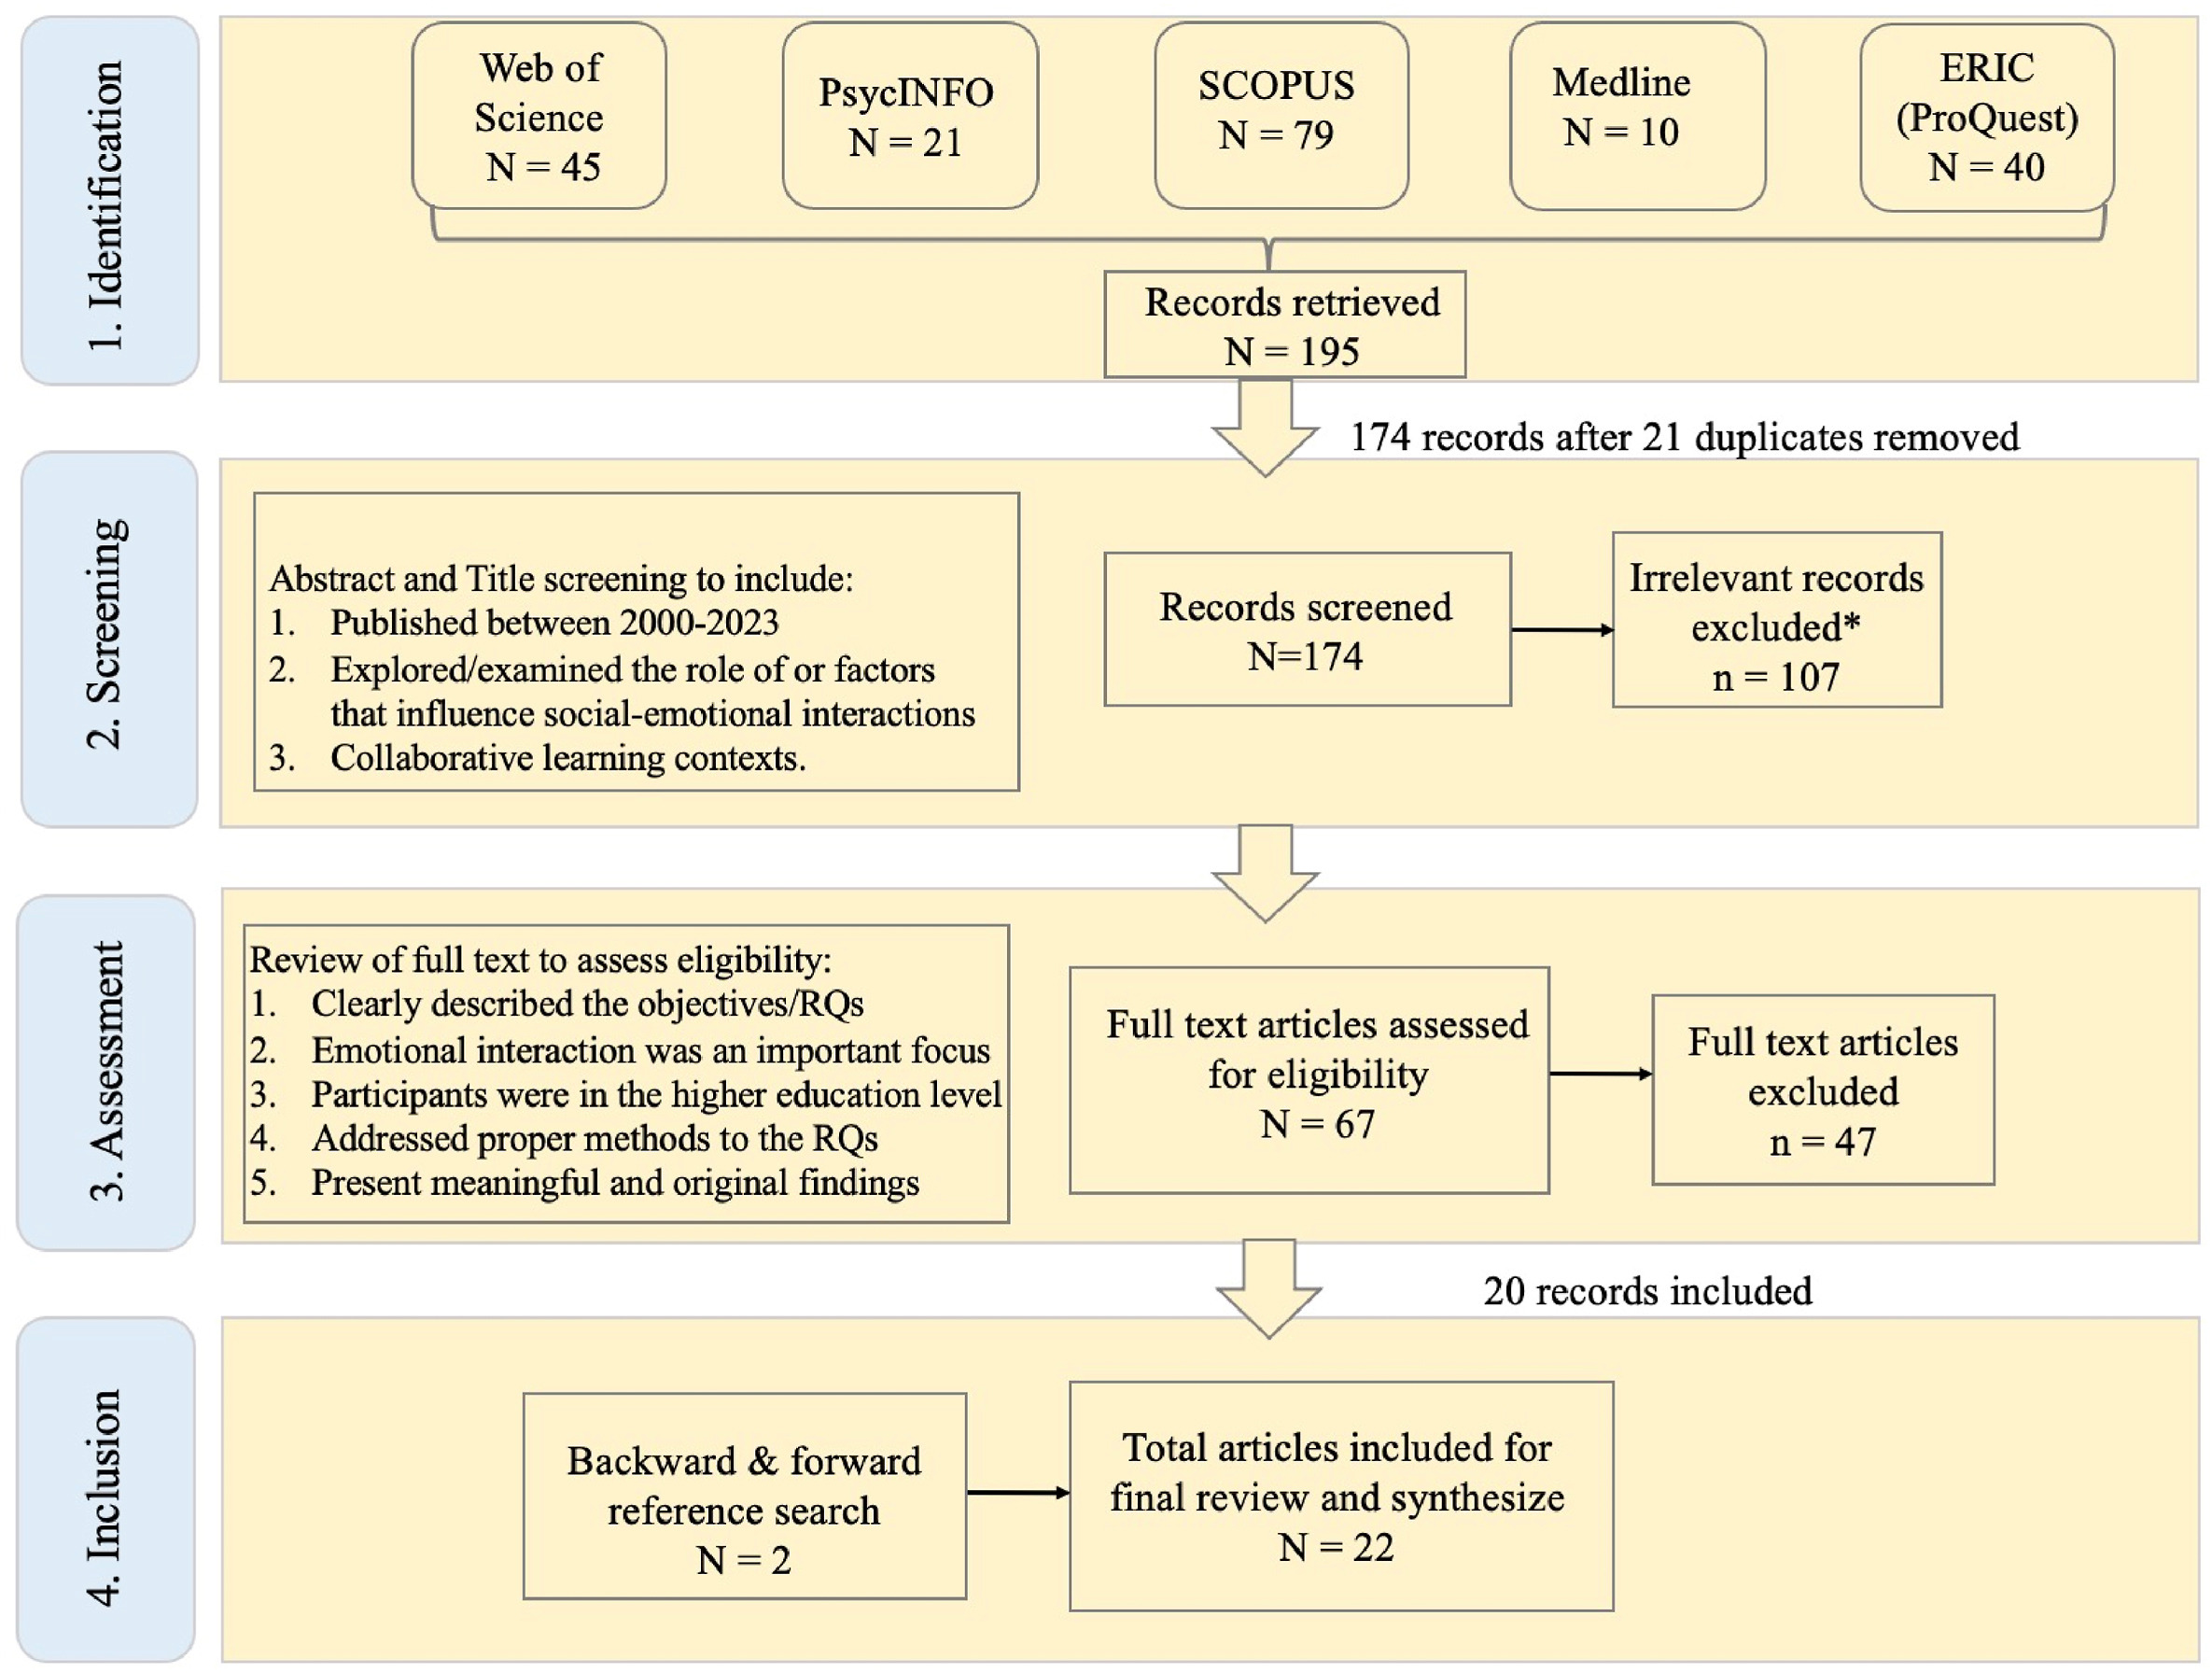 1. Identification
Web of
Science
N = 45
PsycINFO
N = 21
SCOPUS
N = 79
Medline
N = 10
ERIC
(ProQuest)
N = 40
Records retrieved
N = 195
174 records after 21 duplicates removed
2. Screening
Abstract and Title screening to include:
1. Published between 2000-2023
2. Explored/examined the role of or factors
that influence social-emotional interactions
3. Collaborative learning contexts.
Records screened
N=174
Irrelevant records
excluded*
n = 107
3. Assessment
Review of full text to assess eligibility:
1. Clearly described the objectives/RQs
2. Emotional interaction was an important focus
3. Participants were in the higher education level
4. Addressed proper methods to the RQs
5. Present meaningful and original findings
Full text articles assessed
for eligibility
N = 67
Full text articles
excluded
n = 47
20 records included
4. Inclusion
Backward & forward
reference search
N = 2
Total articles included for
final review and synthesize
N = 22